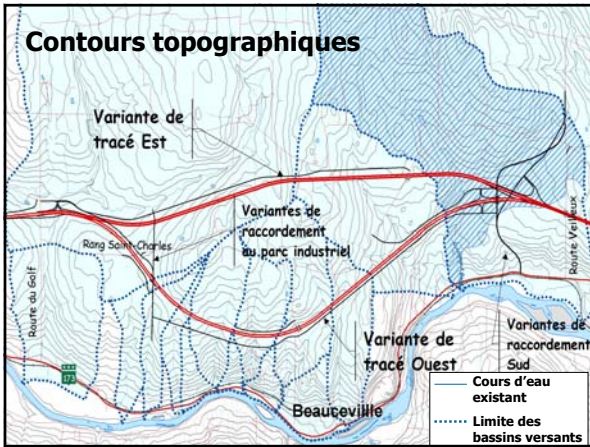 Contours topographiques
Variante de
tracé Est
Variantes de
raccordement
au parc industriel
Rang Saint-Charles
Route du Golf
Route Veilleux
173
Variante de
tracé Ouest
Variantes de
raccordement
Sud
Beauceville
Cours d'eau
existant
Limite des
bassins versants